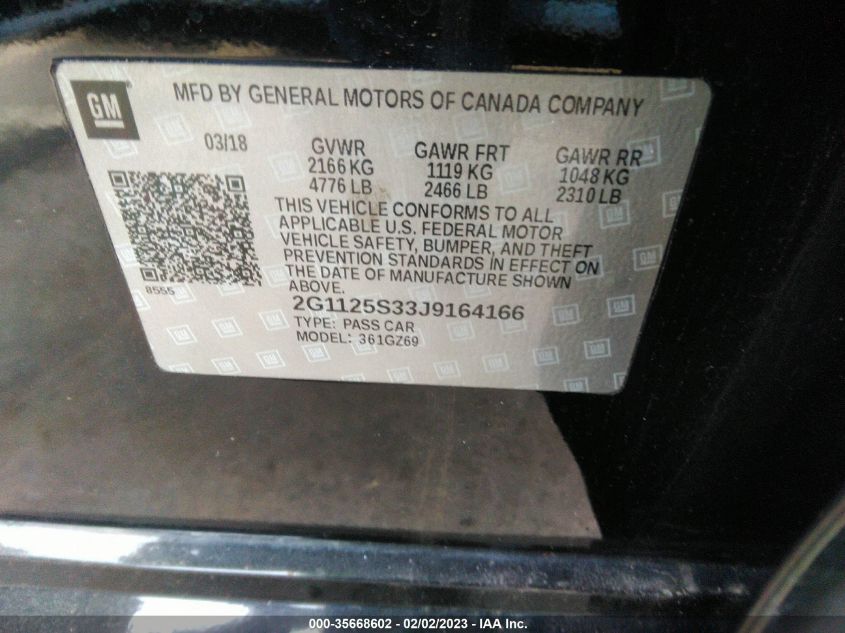 GM
MFD BY GENERAL MOTORS OF CANADA COMPANY
03/18
GVWR
2166 KG
4776 LB
GAWR FRT
1119 KG
2466 LB
GAWR RR
1048 KG
2310 LB
THIS VEHICLE CONFORMS TO ALL
APPLICABLE U.S. FEDERAL MOTOR
VEHICLE SAFETY, BUMPER, AND THEFT
PREVENTION STANDARDS IN EFFECT ON
THE DATE OF MANUFACTURE SHOWN
ABOVE.
8555
2G1125S33J9164166
TYPE: PASS CAR
MODEL: 361GZ69
000-35668602 - 02/02/2023 - IAA Inc.